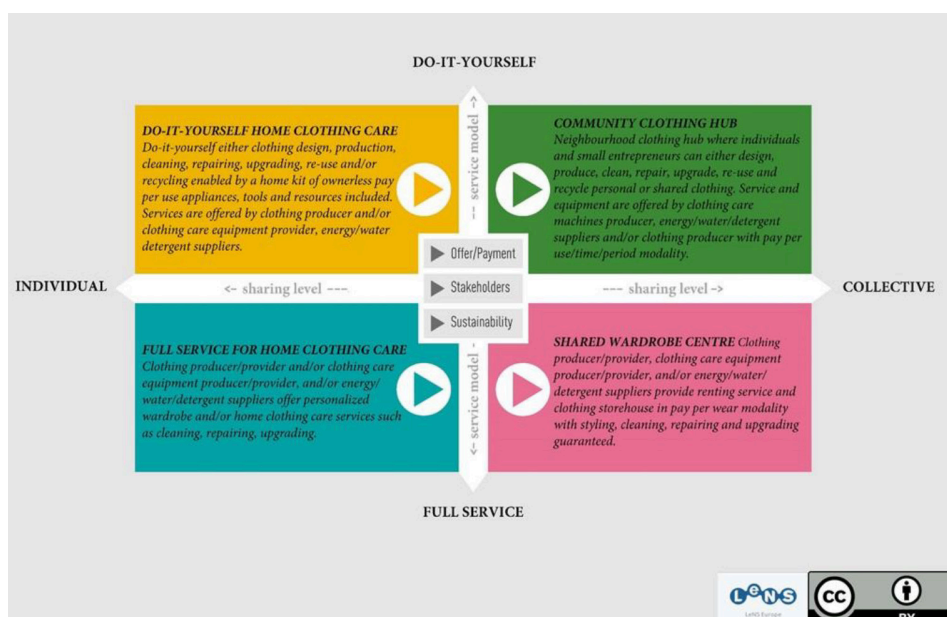 DO-IT-YOURSELF
DO-IT-YOURSELF HOME CLOTHING CARE
Do-it-yourself either clothing design, production,
cleaning, repairing, upgrading, re-use and/or
recycling enabled by a home kit of ownerless pay
per use appliances, tools and resources included.
Services are offered by clothing producer and/or
clothing care equipment provider, energy/water
detergent suppliers.
-- service model ->
COMMUNITY CLOTHING HUB
Neighbourhood clothing hub where individuals
and small entrepreneurs can either design,
produce, clean, repair, upgrade, re-use and
recycle personal or shared clothing. Service and
equipment are offered by clothing care
machines producer, energy/water/detergent
suppliers and/or clothing producer with pay per
use/time/period modality.
Offer/Payment
INDIVIDUAL
<- sharing level ---
Stakeholders
--- sharing level ->
COLLECTIVE
Sustainability
FULL SERVICE FOR HOME CLOTHING CARE
Clothing producer/provider and/or clothing care
equipment producer/provider, and/or energy/
water/detergent suppliers offer personalized
wardrobe and/or home clothing care services such
as cleaning, repairing, upgrading.
<- service model -
SHARED WARDROBE CENTRE Clothing
producer/provider, clothing care equipment
producer/provider, and/or energy/water/
detergent suppliers provide renting service and
clothing storehouse in pay per wear modality
with styling, cleaning, repairing and upgrading
guaranteed.
FULL SERVICE
LeNS
LeNS Europe
cc
BY